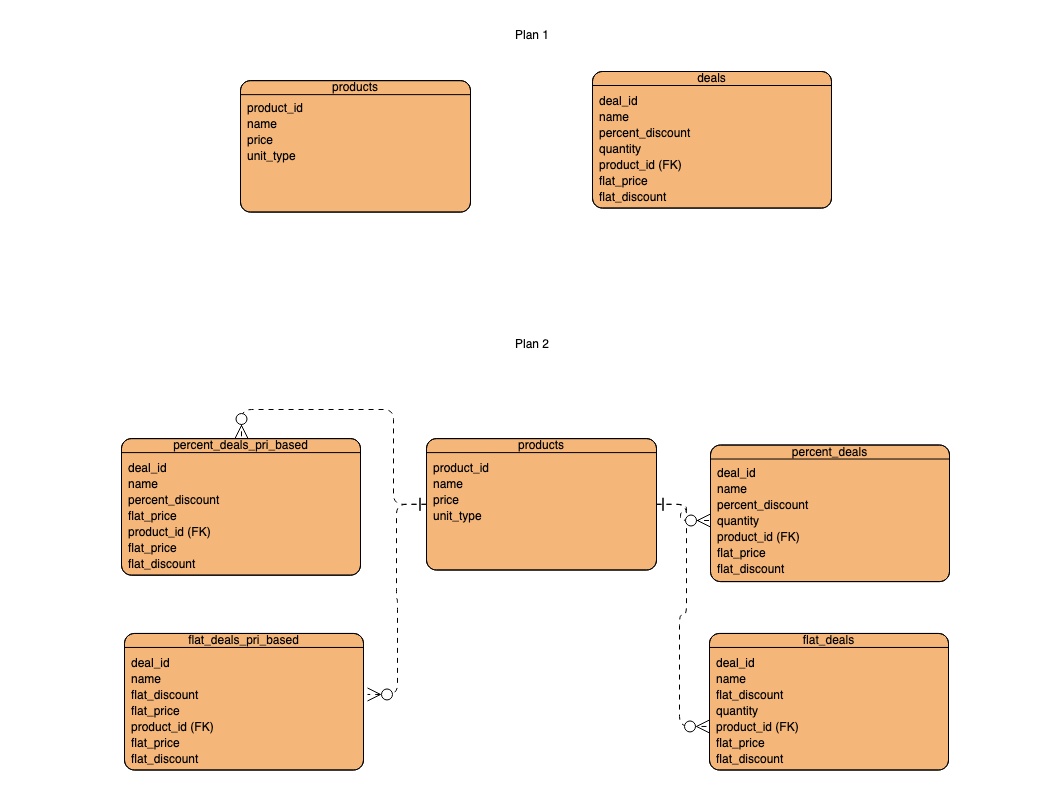 Plan 1
products
product_id
name
price
unit_type
deals
deal_id
name
percent_discount
quantity
product_id (FK)
flat_price
flat_discount
Plan 2
percent_deals_pri_based
deal_id
name
percent_discount
flat_price
product_id (FK)
flat_price
flat_discount
products
product_id
name
price
unit_type
percent_deals
deal_id
name
percent_discount
quantity
product_id (FK)
flat_price
flat_discount
flat_deals_pri_based
deal_id
name
flat_discount
flat_price
product_id (FK)
flat_price
flat_discount
flat_deals
deal_id
name
flat_discount
quantity
product_id (FK)
flat_price
flat_discount